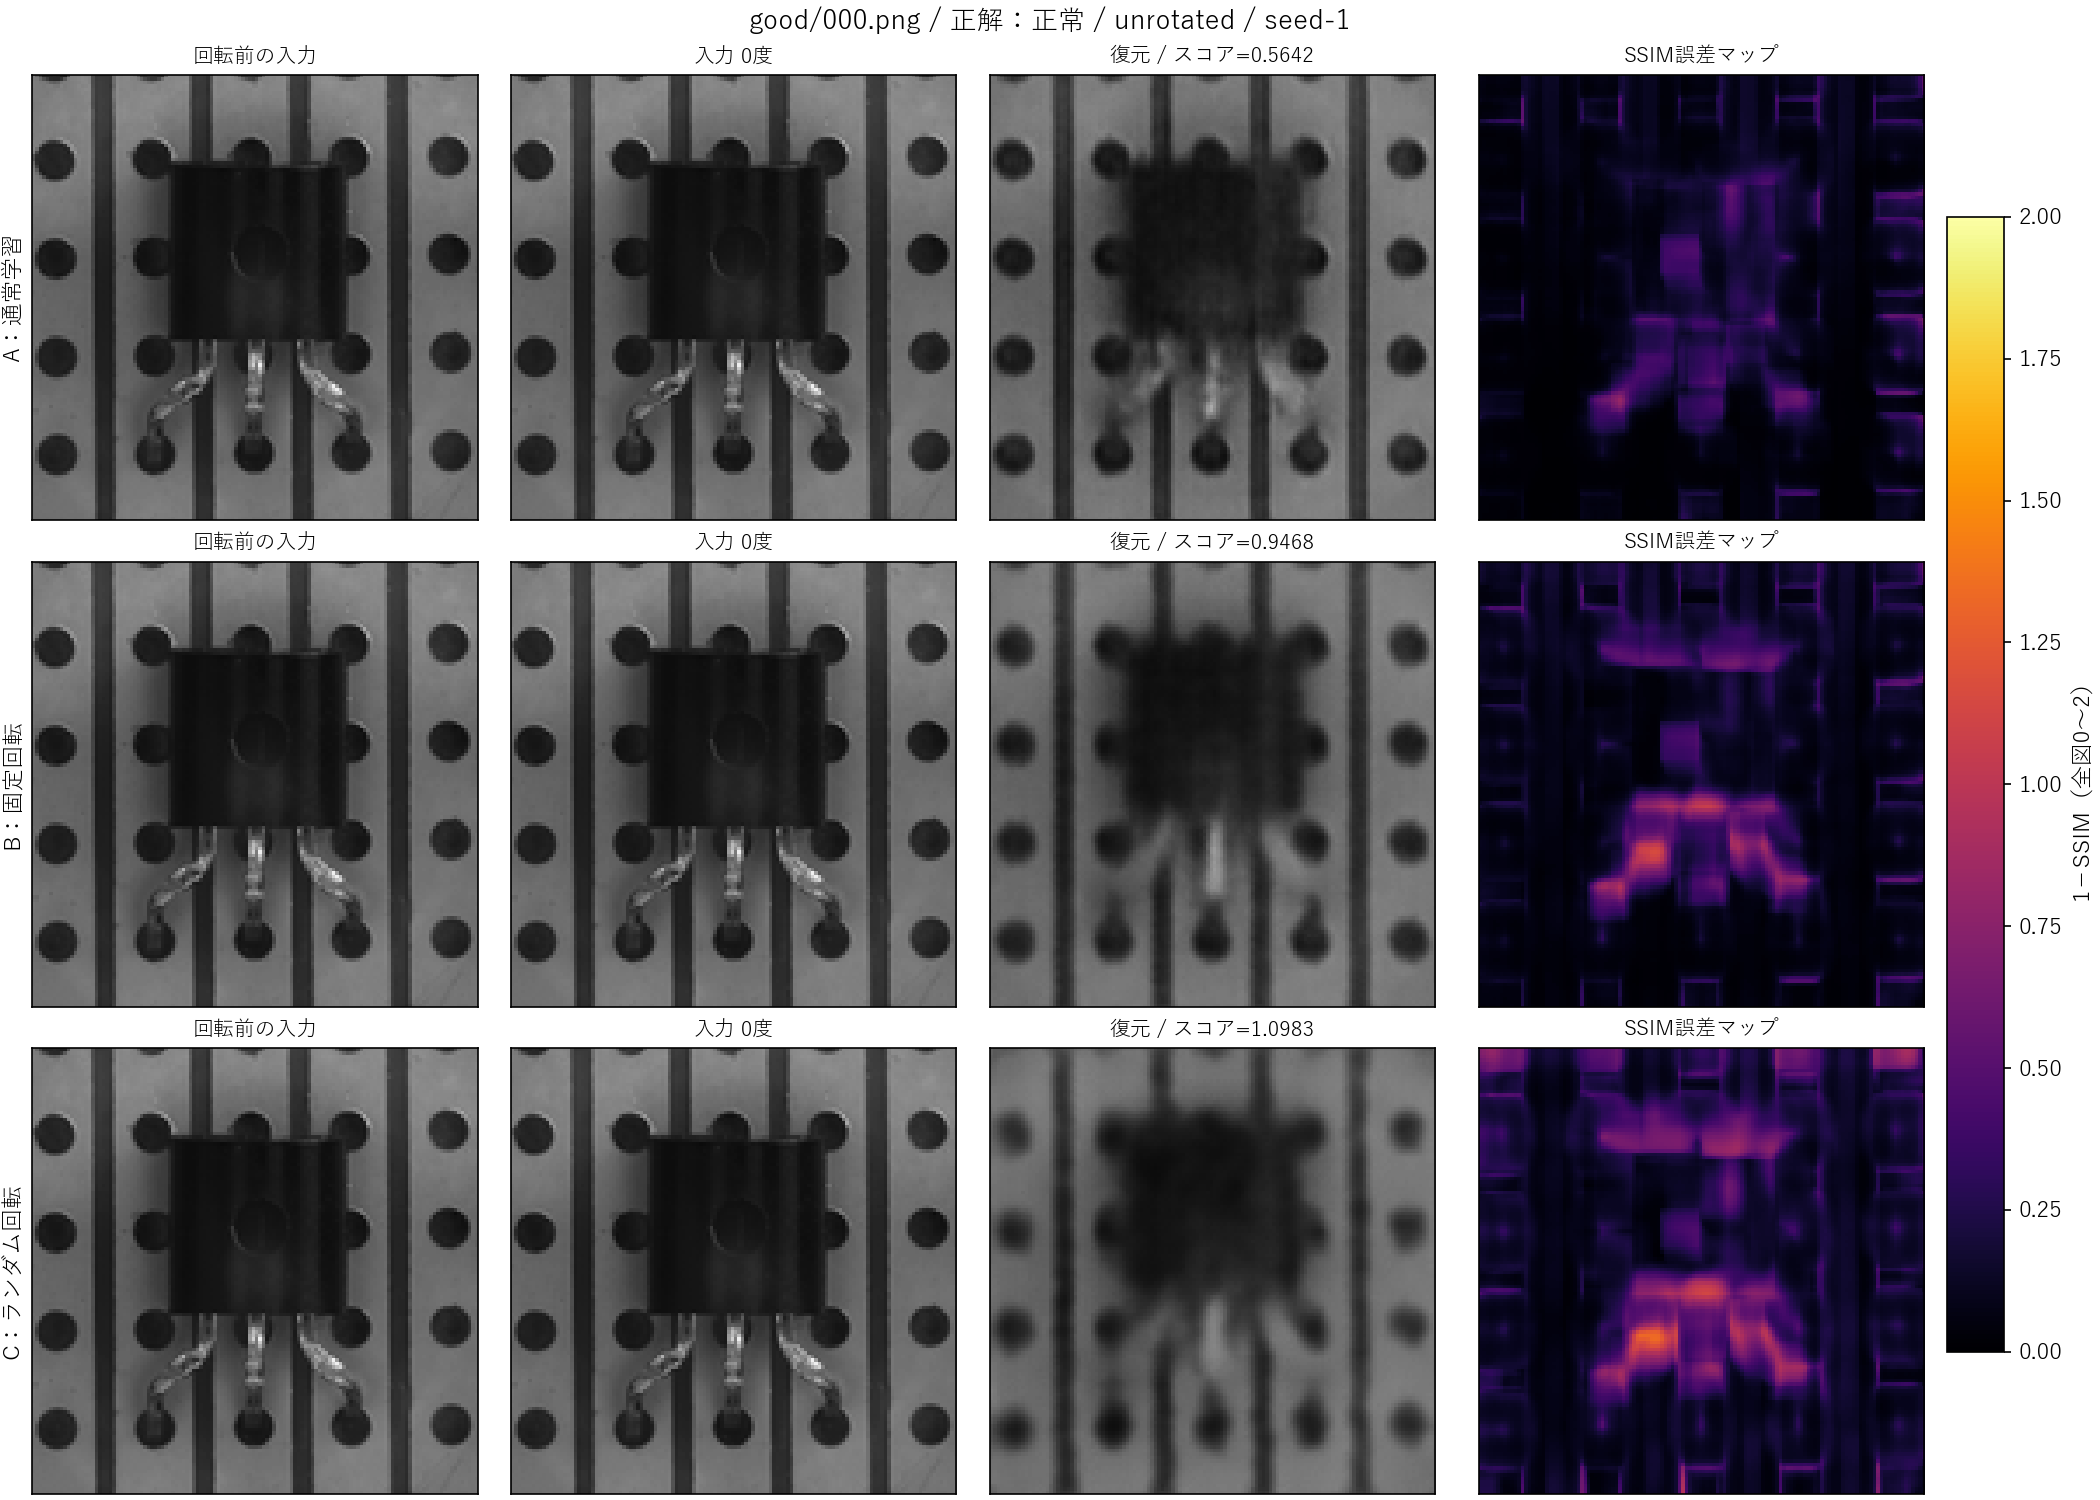 good/000.png / 正解：正常 / unrotated / seed-1
回転前の入力
入力 0度
復元 / スコア=0.5642
SSIM誤差マップ
A：通常学習
回転前の入力
入力 0度
復元 / スコア=0.9468
SSIM誤差マップ
B：固定回転
回転前の入力
入力 0度
復元 / スコア=1.0983
SSIM誤差マップ
C：ランダム回転
2.00
1.75
1.50
1.25
1.00
0.75
0.50
0.25
0.00
1－SSIM（全図0～2）